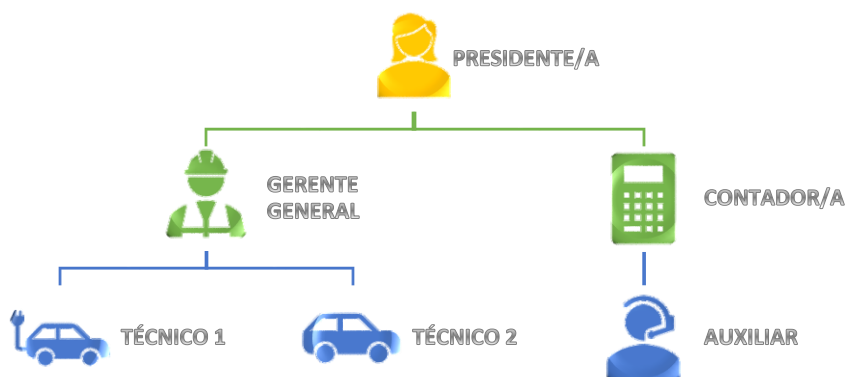 PRESIDENTE/A
GERENTE
GENERAL
CONTADOR/A
TÉCNICO 1
TÉCNICO 2
AUXILIAR